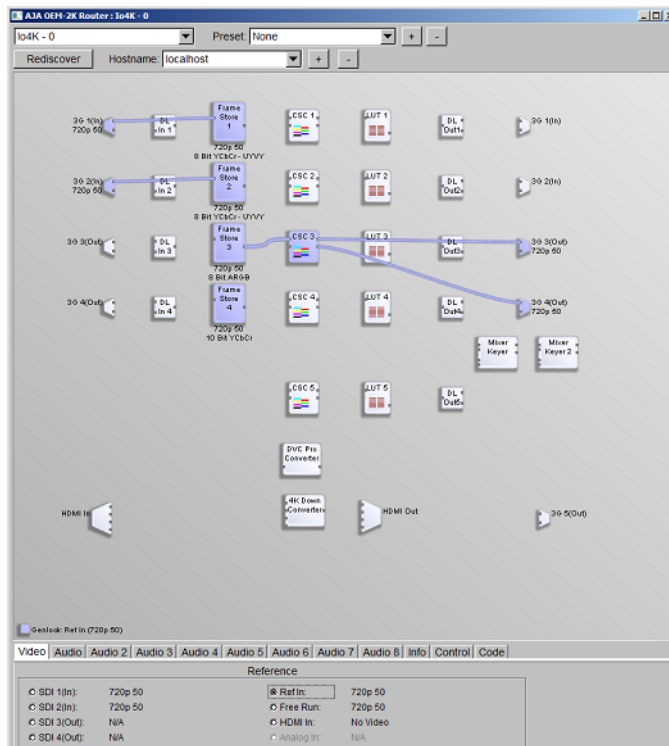 AJA OEM-2K Router : Io4K - 0
Io4K - 0 Preset: None + -
Rediscover Hostname: localhost + -
3G 1(In)
720p 50
DL
In 1
Frame
Store
1
720p 50
8 Bit YCbCr - UYVY
CSC 1
LUT 1
DL
Out1
3G 1(In)
3G 2(In)
720p 50
DL
In 2
Frame
Store
2
720p 50
8 Bit YCbCr - UYVY
CSC 2
LUT 2
DL
Out2
3G 2(In)
3G 3(Out)
DL
In 3
Frame
Store
3
720p 50
8 Bit ARGB
CSC 3
LUT 3
DL
Out3
3G 3(Out)
720p 50
3G 4(Out)
DL
In 4
Frame
Store
4
720p 50
10 Bit YCbCr
CSC 4
LUT 4
DL
Out4
3G 4(Out)
720p 50
Mixer
Keyer
Mixer
Keyer 2
CSC 5
LUT 5
DL
Out5
DVC Pro
Converter
HDMI In
4K Down
Converter
HDMI Out
3G 5(Out)
Genlock: Ref In (720p 50)
Video Audio Audio 2 Audio 3 Audio 4 Audio 5 Audio 6 Audio 7 Audio 8 Info Control Code
Reference
SDI 1(In): 720p 50 Ref In: 720p 50
SDI 2(In): 720p 50 Free Run: 720p 50
SDI 3(Out): N/A HDMI In: No Video
SDI 4(Out): N/A Analog In: N/A